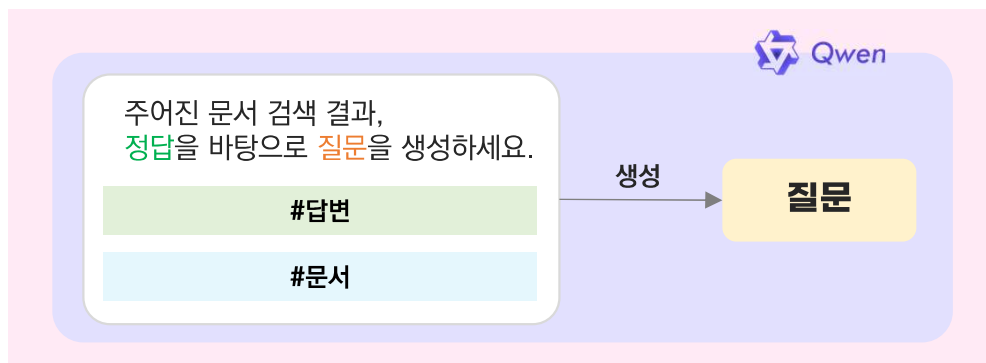 Qwen
주어진 문서 검색 결과,
정답을 바탕으로 질문을 생성하세요.
#답변
#문서
생성
질문